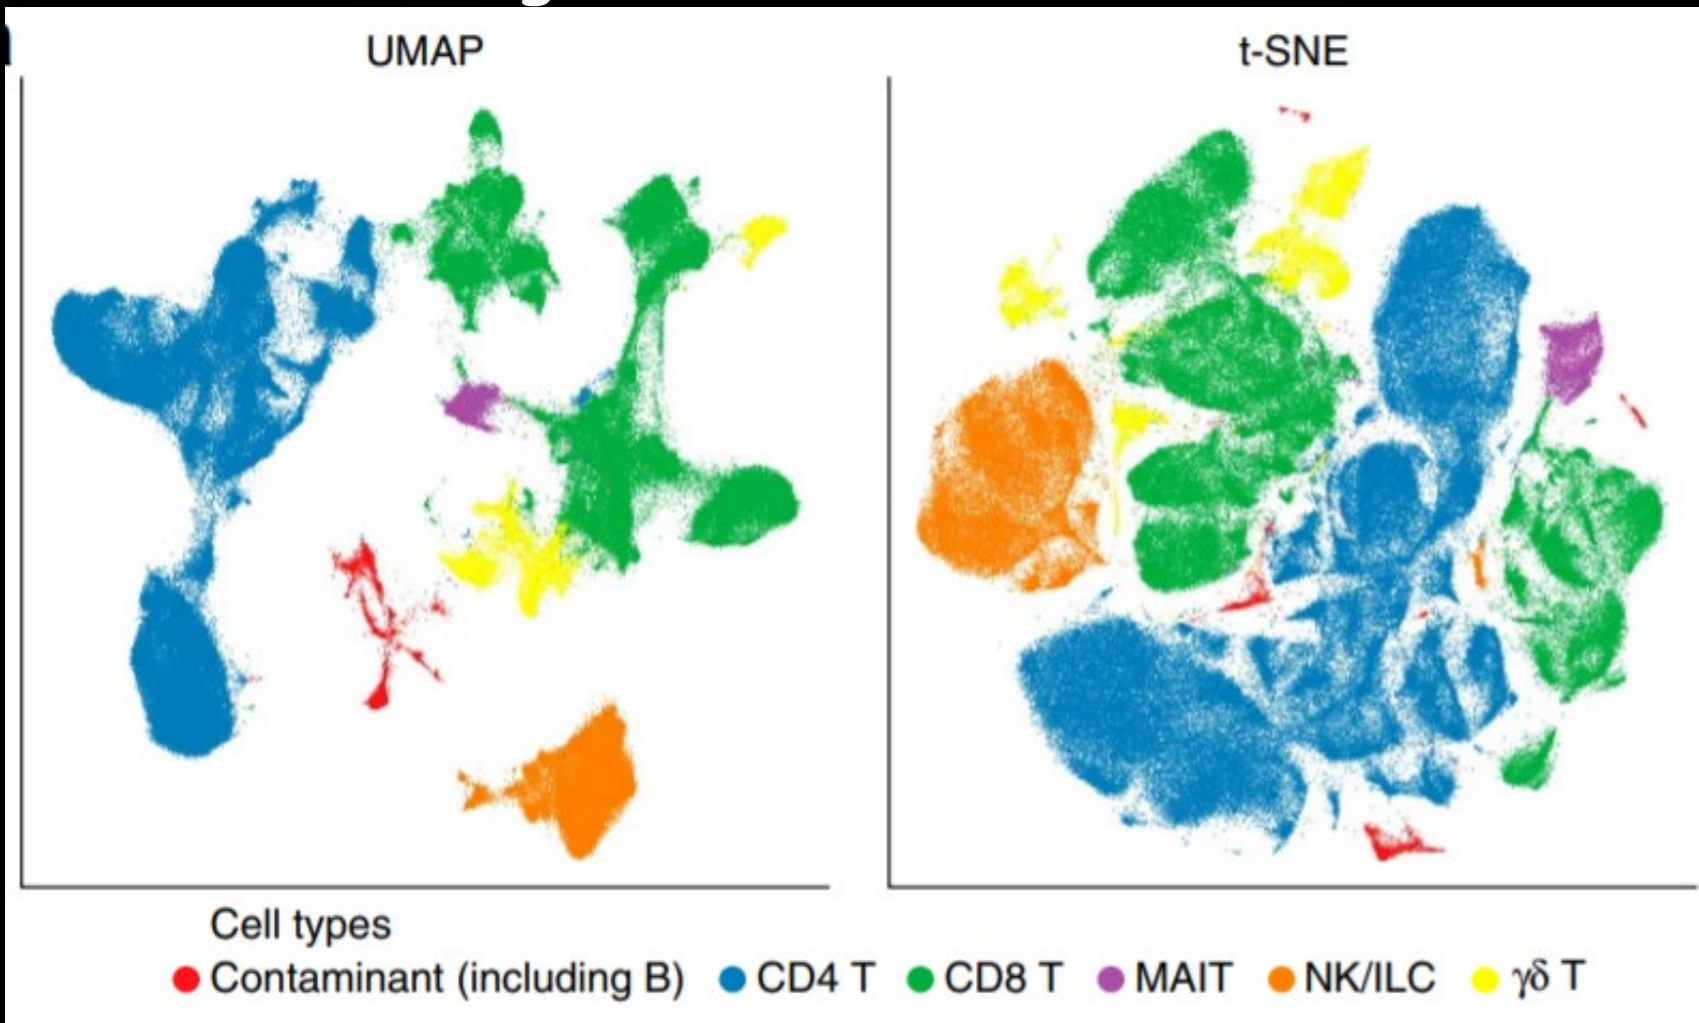 UMAP
t-SNE
Cell types
Contaminant (including B) CD4 T CD8 T MAIT NK/ILC γδ T